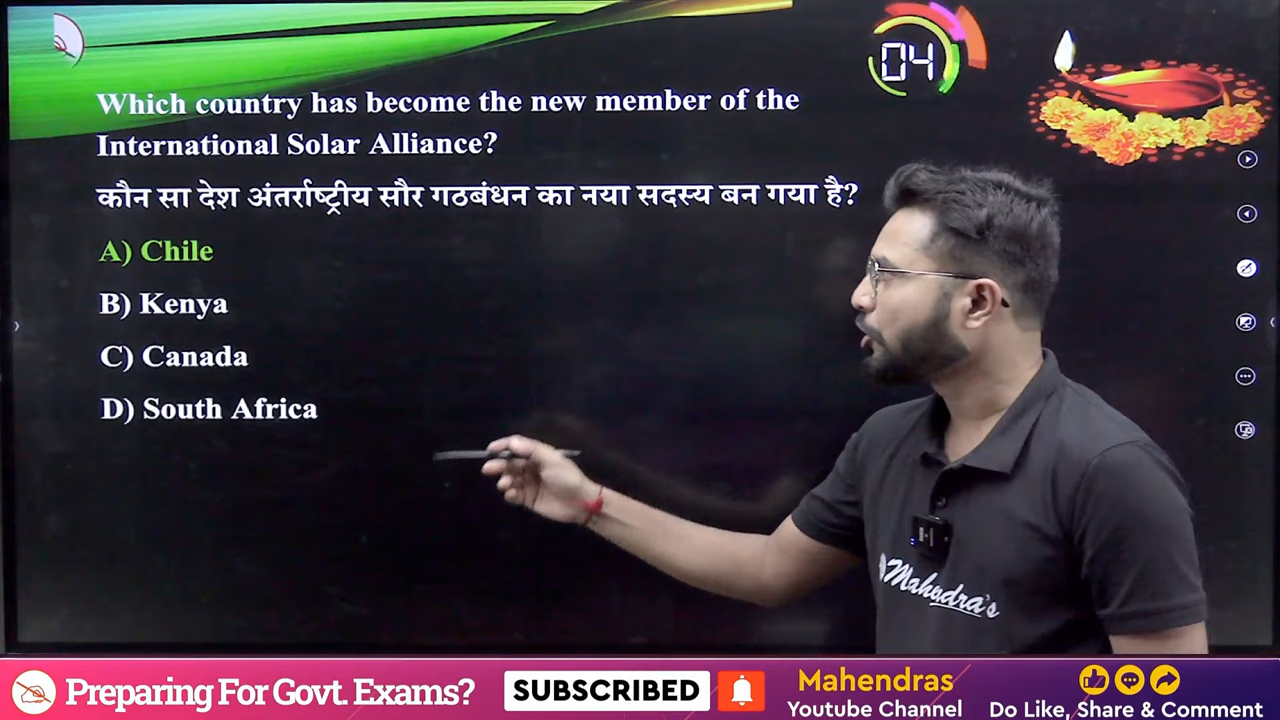 04
Which country has become the new member of the
International Solar Alliance?
कौन सा देश अंतर्राष्ट्रीय सौर गठबंधन का नया सदस्य बन गया है?
A) Chile
B) Kenya
C) Canada
D) South Africa
Mahendra's
Preparing For Govt. Exams?
SUBSCRIBED
Mahendras
Youtube Channel
Do Like, Share & Comment